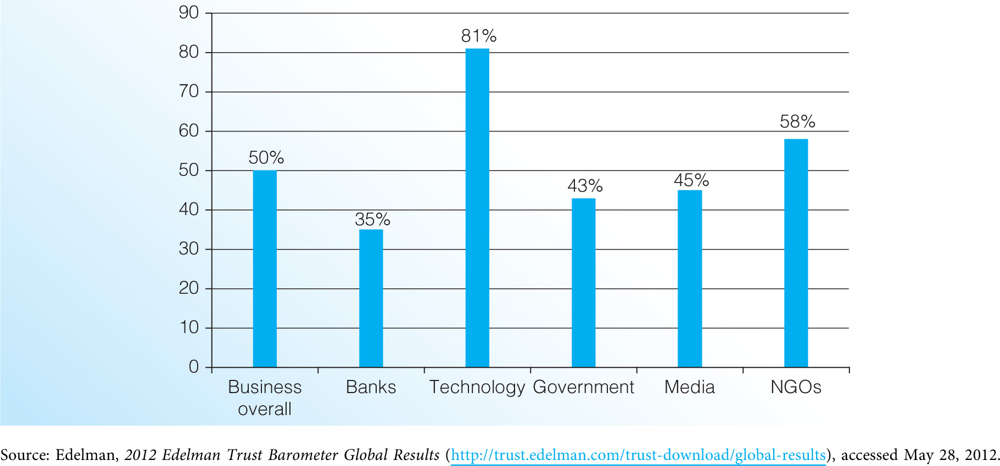 90
80
70
60
50
40
30
20
10
0
50%
35%
81%
43%
45%
58%
Business overall
Banks
Technology
Government
Media
NGOs
Source: Edelman, 2012 Edelman Trust Barometer Global Results (http://trust.edelman.com/trust-download/global-results), accessed May 28, 2012.